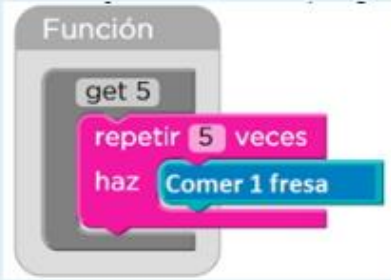 Función
get 5
repetir 5 veces
haz Comer 1 fresa